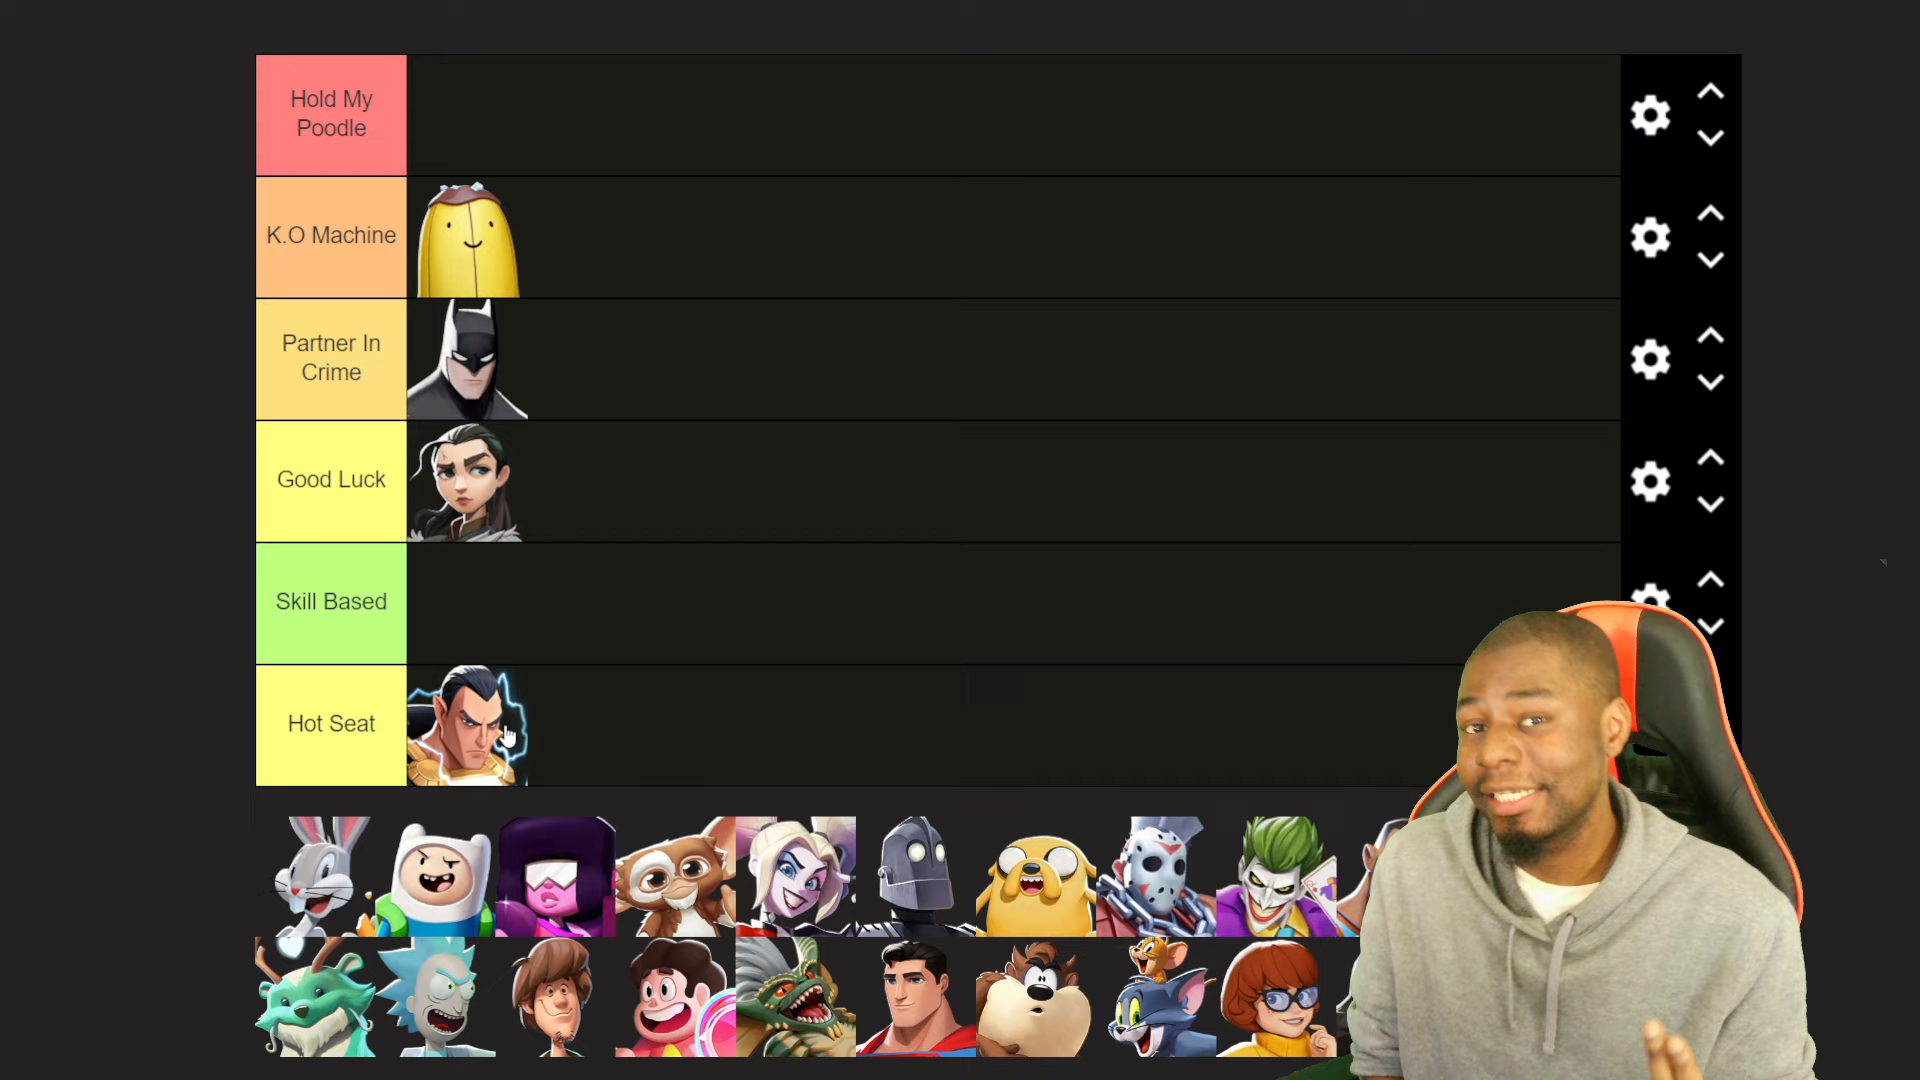 Hold My
Poodle
K.O Machine
Partner In
Crime
Good Luck
Skill Based
Hot Seat